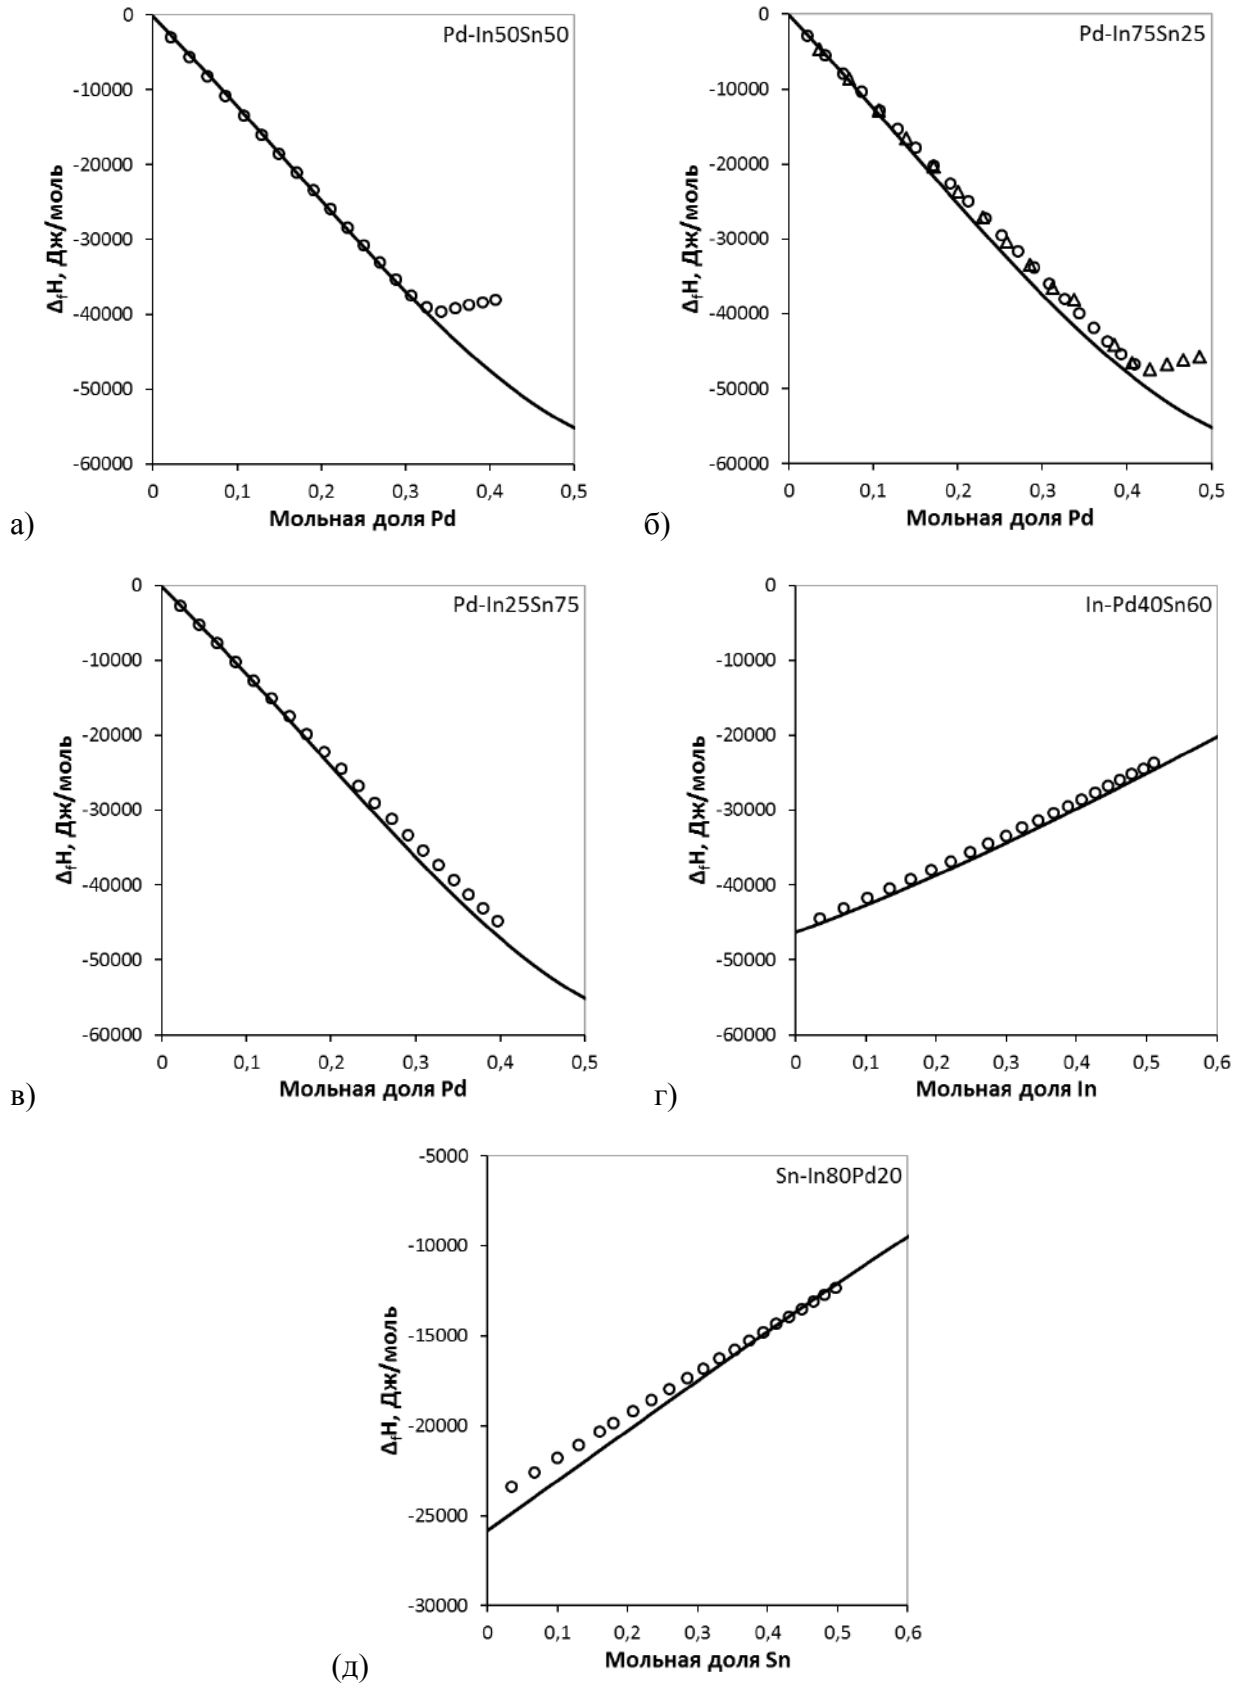 Pd-In50Sn50
0
-10000
-20000
-30000
-40000
-50000
-60000
ΔfH, Дж/моль
0 0,1 0,2 0,3 0,4 0,5
Мольная доля Pd
а)
Pd-In75Sn25
0
-10000
-20000
-30000
-40000
-50000
-60000
ΔfH, Дж/моль
0 0,1 0,2 0,3 0,4 0,5
Мольная доля Pd
б)
Pd-In25Sn75
0
-10000
-20000
-30000
-40000
-50000
-60000
ΔfH, Дж/моль
0 0,1 0,2 0,3 0,4 0,5
Мольная доля Pd
в)
In-Pd40Sn60
0
-10000
-20000
-30000
-40000
-50000
-60000
ΔfH, Дж/моль
0 0,1 0,2 0,3 0,4 0,5 0,6
Мольная доля In
г)
Sn-In80Pd20
-5000
-10000
-15000
-20000
-25000
-30000
ΔfH, Дж/моль
0 0,1 0,2 0,3 0,4 0,5 0,6
Мольная доля Sn
(д)